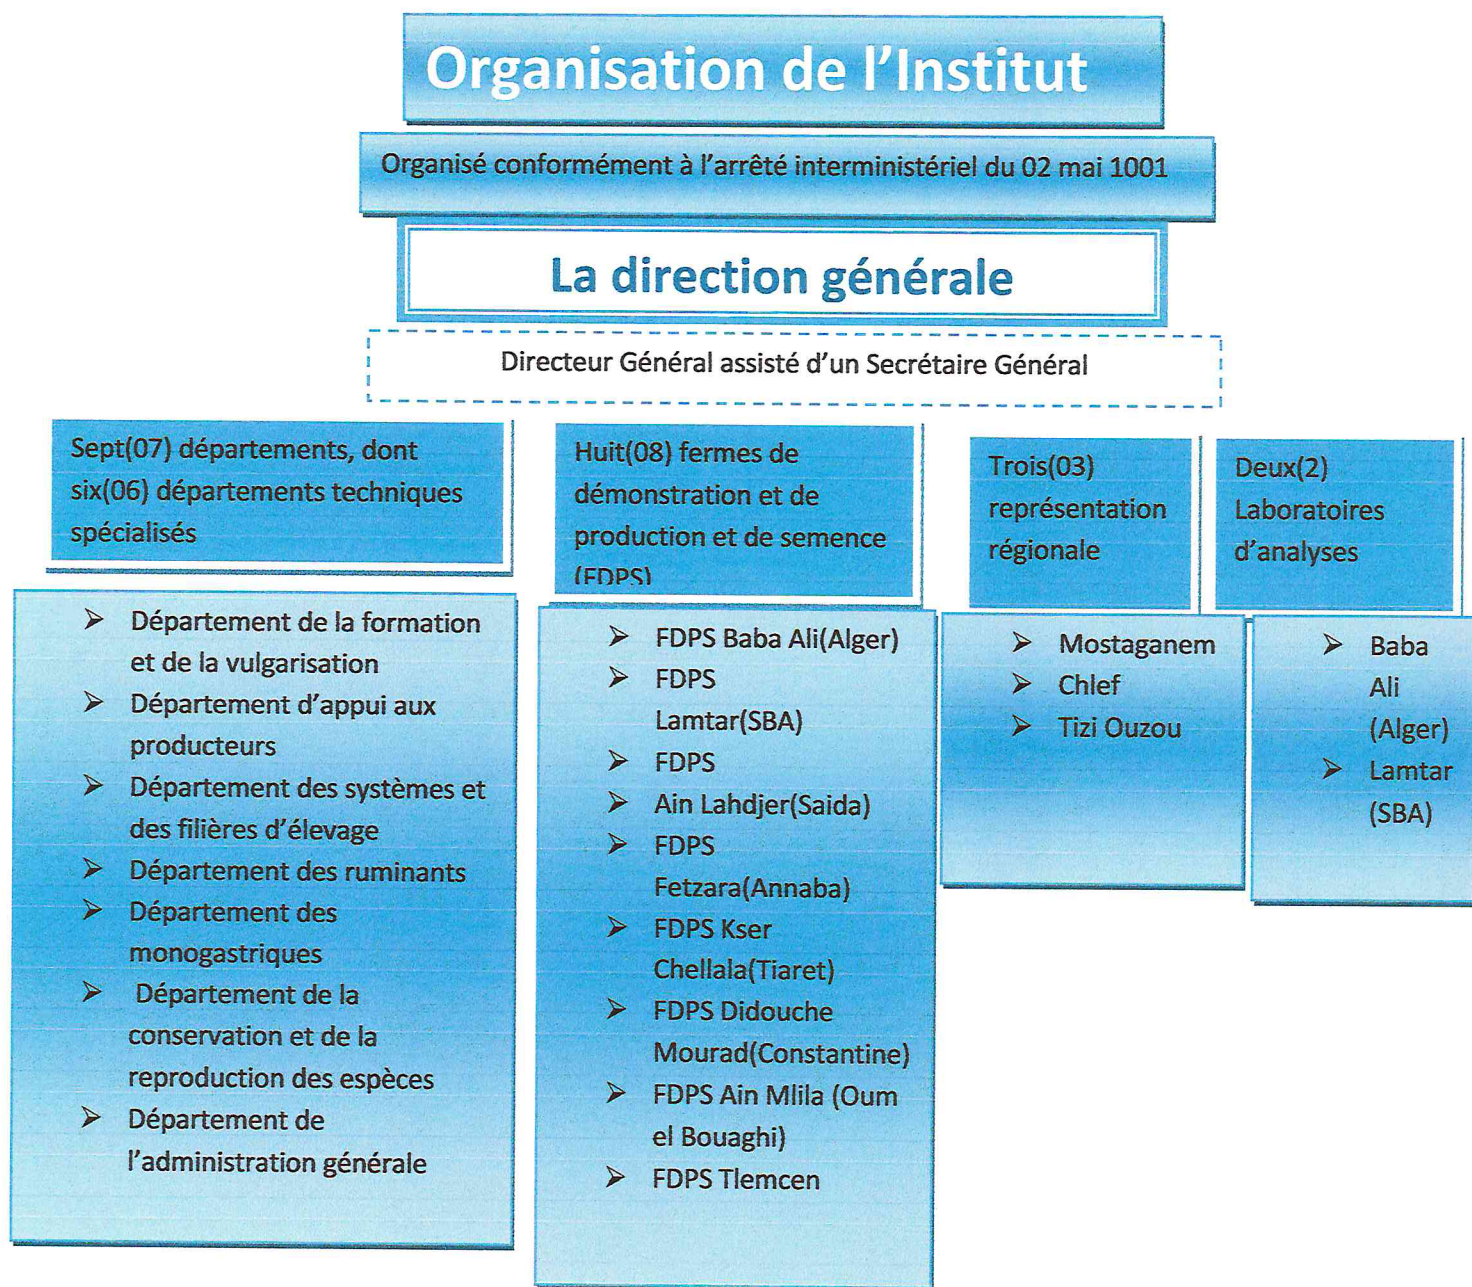 Organisation de l'Institut
Organisé conformément à l'arrêté interministériel du 02 mai 1001
La direction générale
Directeur Général assisté d'un Secrétaire Général
Sept(07) départements, dont
six(06) départements techniques
spécialisés
➢ Département de la formation
et de la vulgarisation
➢ Département d'appui aux
producteurs
➢ Département des systèmes et
des filières d'élevage
➢ Département des ruminants
➢ Département des
monogastriques
➢ Département de la
conservation et de la
reproduction des espèces
➢ Département de
l'administration générale
Huit(08) fermes de
démonstration et de
production et de semence
(FDPS)
➢ FDPS Baba Ali(Alger)
➢ FDPS
Lamtar(SBA)
➢ FDPS
➢ Ain Lahdjer(Saida)
➢ FDPS
Fetzara(Annaba)
➢ FDPS Kser
Chellala(Tiaret)
➢ FDPS Didouche
Mourad(Constantine)
➢ FDPS Ain Mlila (Oum
el Bouaghi)
➢ FDPS Tlemcen
Trois(03)
représentation
régionale
➢ Mostaganem
➢ Chlef
➢ Tizi Ouzou
Deux(2)
Laboratoires
d'analyses
➢ Baba
Ali
(Alger)
➢ Lamtar
(SBA)